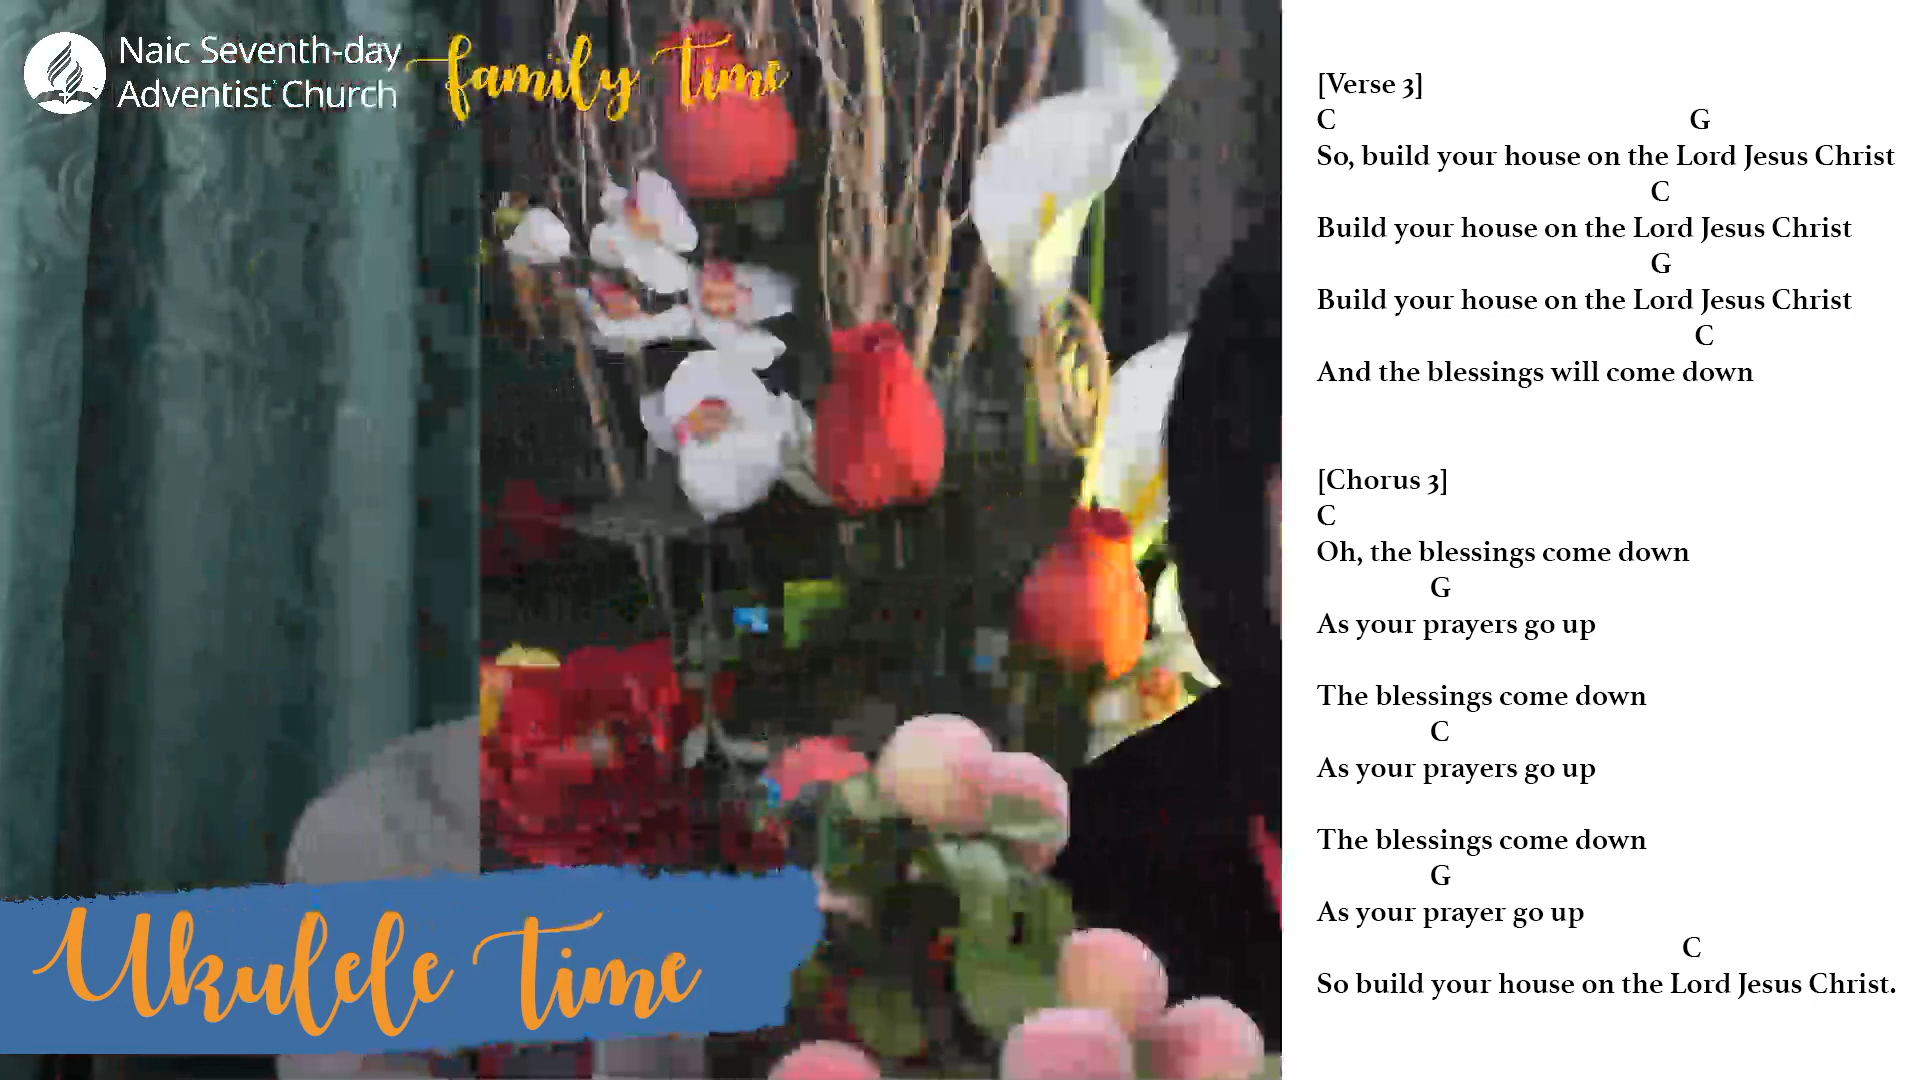 Naic Seventh-day
Adventist Church
family time
Ukulele time
[Verse 3]
C G
So, build your house on the Lord Jesus Christ
C
Build your house on the Lord Jesus Christ
G
Build your house on the Lord Jesus Christ
C
And the blessings will come down
[Chorus 3]
C
Oh, the blessings come down
G
As your prayers go up
The blessings come down
C
As your prayers go up
The blessings come down
G
As your prayer go up
C
So build your house on the Lord Jesus Christ.